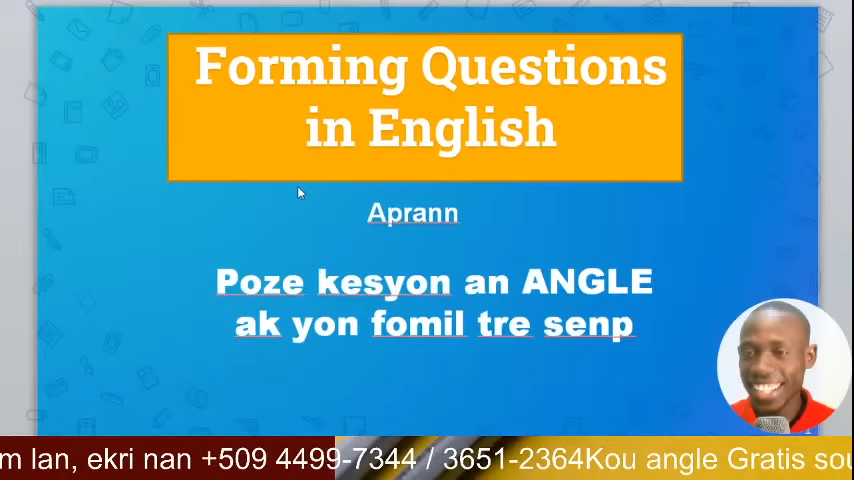 Forming Questions
in English
Aprann
Poze kesyon an ANGLE
ak yon fomil tre senp
m lan, ekri nan +509 4499-7344 / 3651-2364Kou angle Gratis sou